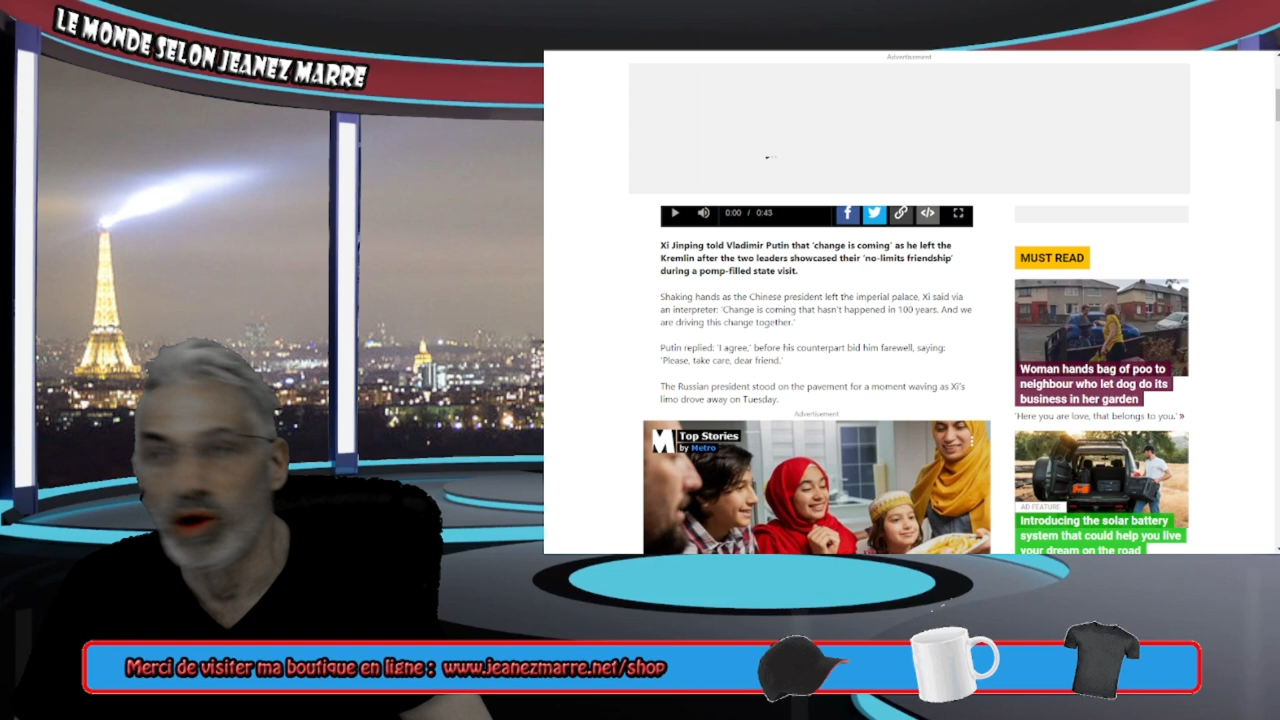 LE MONDE SELON JEANEZ MARRE
Advertisement
0:00 / 0:43
Xi Jinping told Vladimir Putin that ‘change is coming’ as he left the
Kremlin after the two leaders showcased their ‘no-limits friendship’
during a pomp-filled state visit.
Shaking hands as the Chinese president left the imperial palace, Xi said via
an interpreter: ‘Change is coming that hasn’t happened in 100 years. And we
are driving this change together.’
Putin replied: ‘I agree,’ before his counterpart bid him farewell, saying:
‘Please, take care, dear friend.’
The Russian president stood on the pavement for a moment waving as Xi’s
limo drove away on Tuesday.
Advertisement
M Top Stories
by Metro
MUST READ
Woman hands bag of poo to
neighbour who let dog do its
business in her garden
‘Here you are love, that belongs to you.’ »
AD FEATURE
Introducing the solar battery
system that could help you live
your dream on the road
Merci de visiter ma boutique en ligne : www.jeanezmarre.net/shop